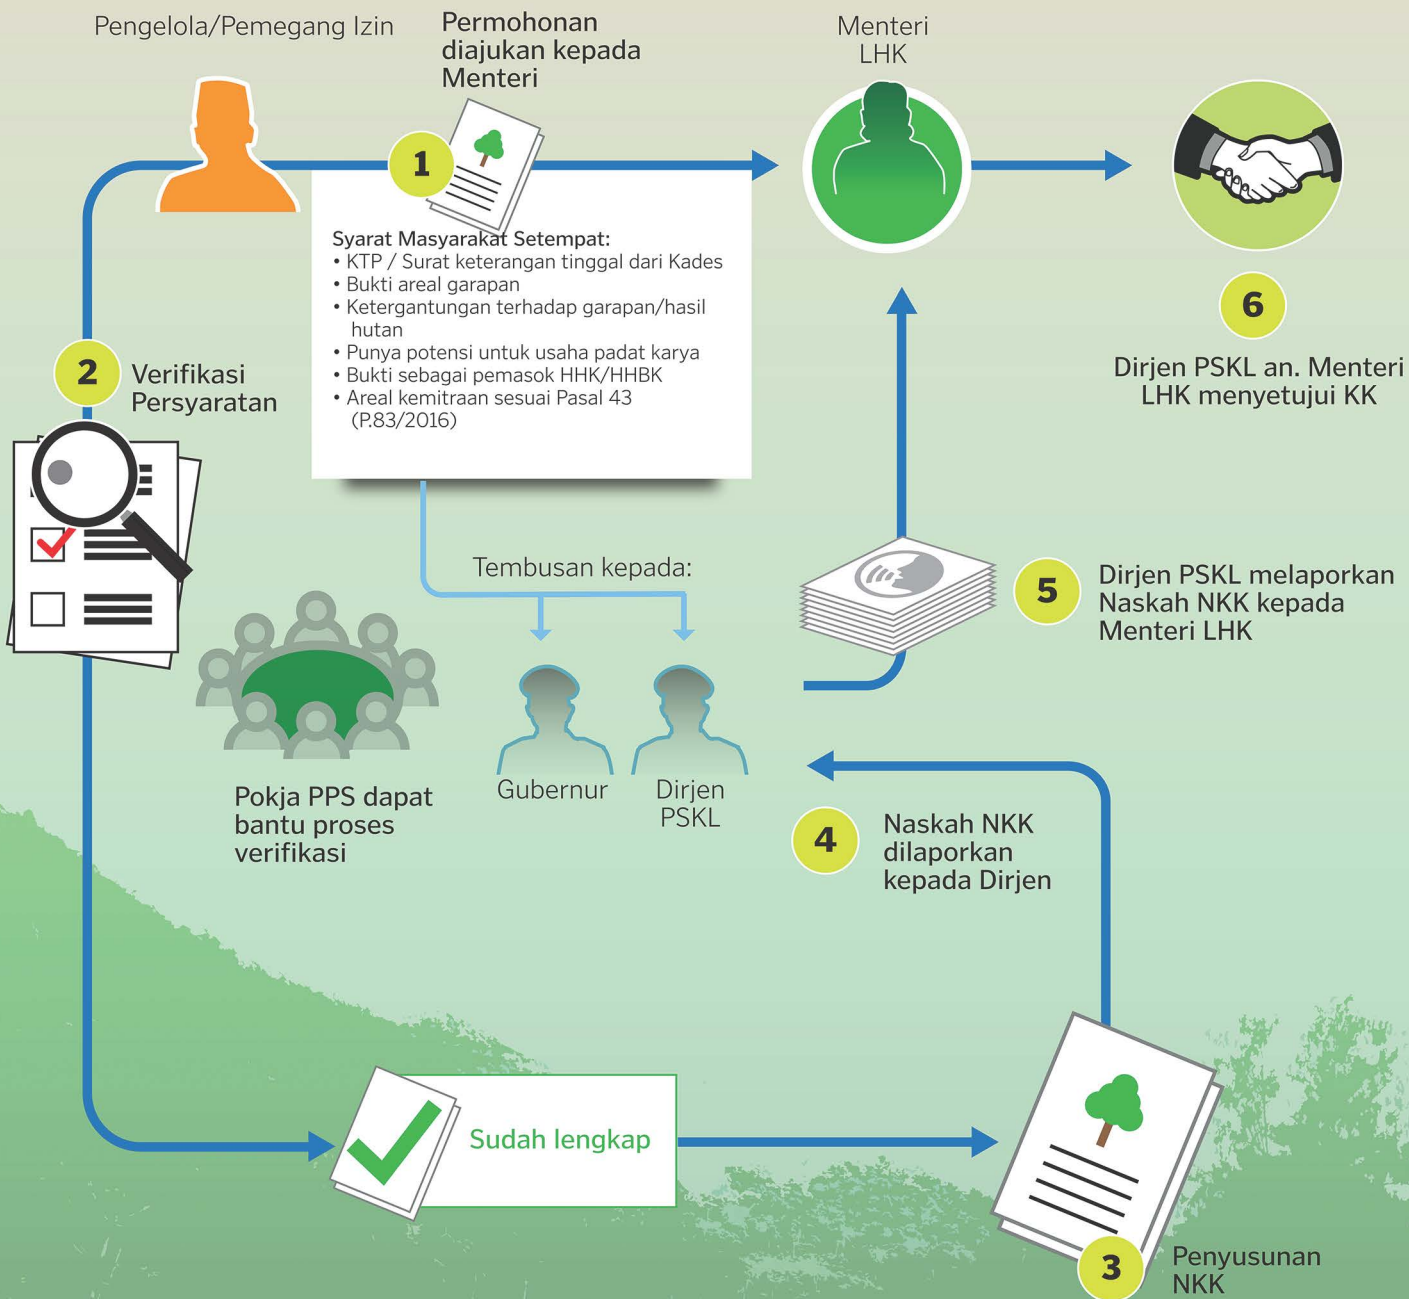 Pengelola/Pemegang Izin
Permohonan
diajukan kepada
Menteri
Menteri
LHK
1
Syarat Masyarakat Setempat:
• KTP / Surat keterangan tinggal dari Kades
• Bukti areal garapan
• Ketergantungan terhadap garapan/hasil
hutan
• Punya potensi untuk usaha padat karya
• Bukti sebagai pemasok HHK/HHBK
• Areal kemitraan sesuai Pasal 43
(P.83/2016)
6
Dirjen PSKL an. Menteri
LHK menyetujui KK
2
Verifikasi
Persyaratan
Tembusan kepada:
5
Dirjen PSKL melaporkan
Naskah NKK kepada
Menteri LHK
Gubernur
Dirjen
PSKL
Pokja PPS dapat
bantu proses
verifikasi
4
Naskah NKK
dilaporkan
kepada Dirjen
Sudah lengkap
3
Penyusunan
NKK